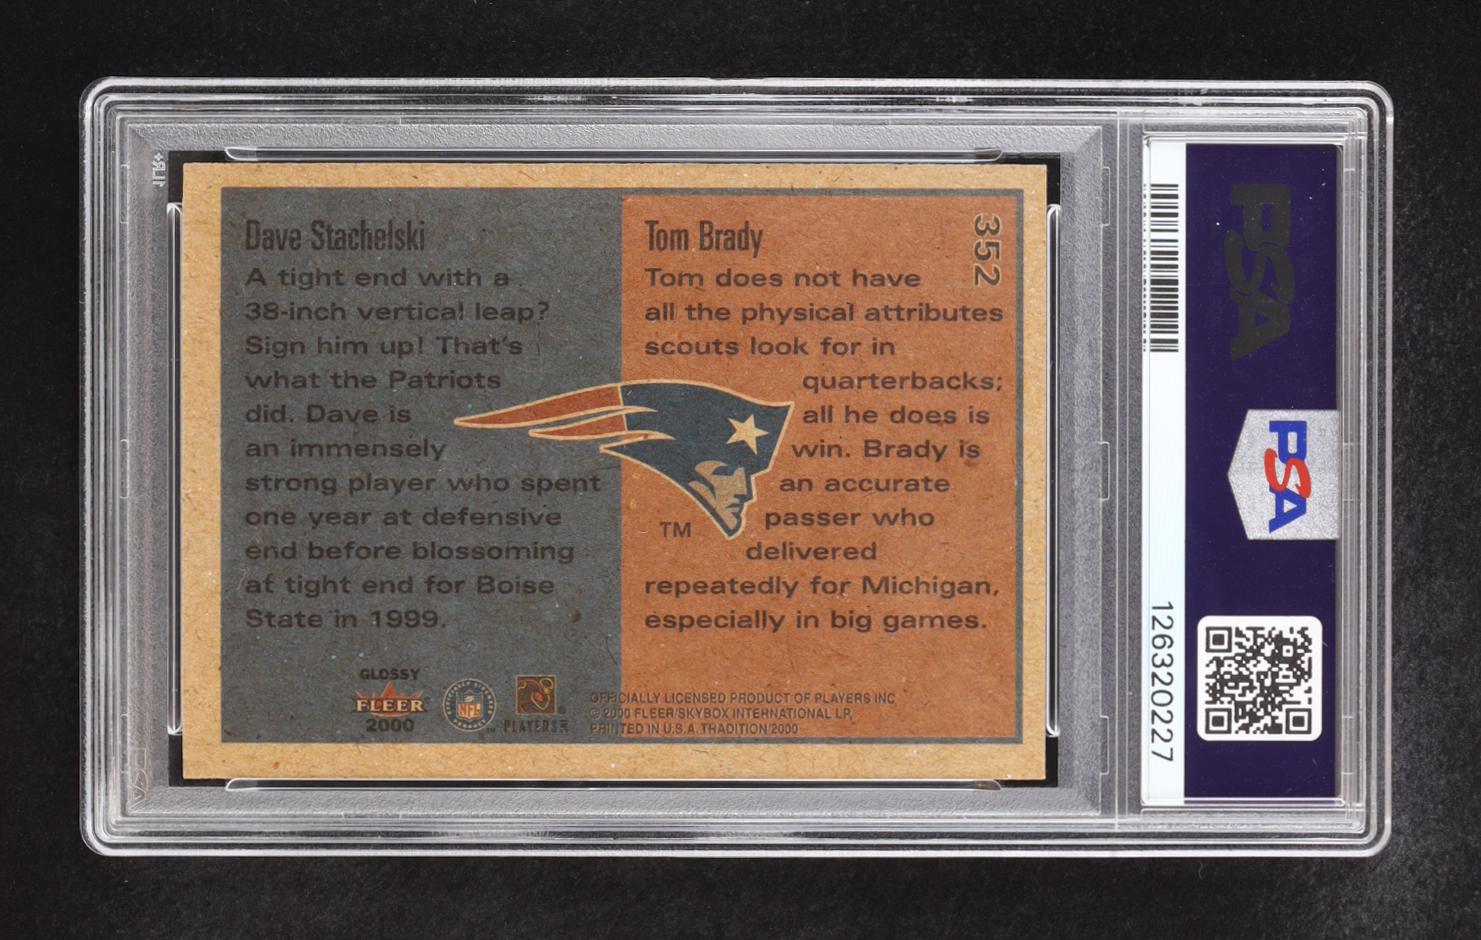 Dave Stachelski
A tight end with a
38-inch vertical leap?
Sign him up! That's
what the Patriots
did. Dave is
an immensely
strong player who spent
one year at defensive
end before blossoming
at tight end for Boise
State in 1999.
Tom Brady
352
Tom does not have
all the physical attributes
scouts look for in
quarterbacks;
all he does is
win. Brady is
an accurate
passer who
delivered
repeatedly for Michigan,
especially in big games.
TM
GLOSSY
FLEER
2000
NFL
PLAYERS INC
OFFICIALLY LICENSED PRODUCT OF PLAYERS INC
© 2000 FLEER/SKYBOX INTERNATIONAL LP,
PRINTED IN U.S.A. TRADITION 2000
PSA
PSA
126320227